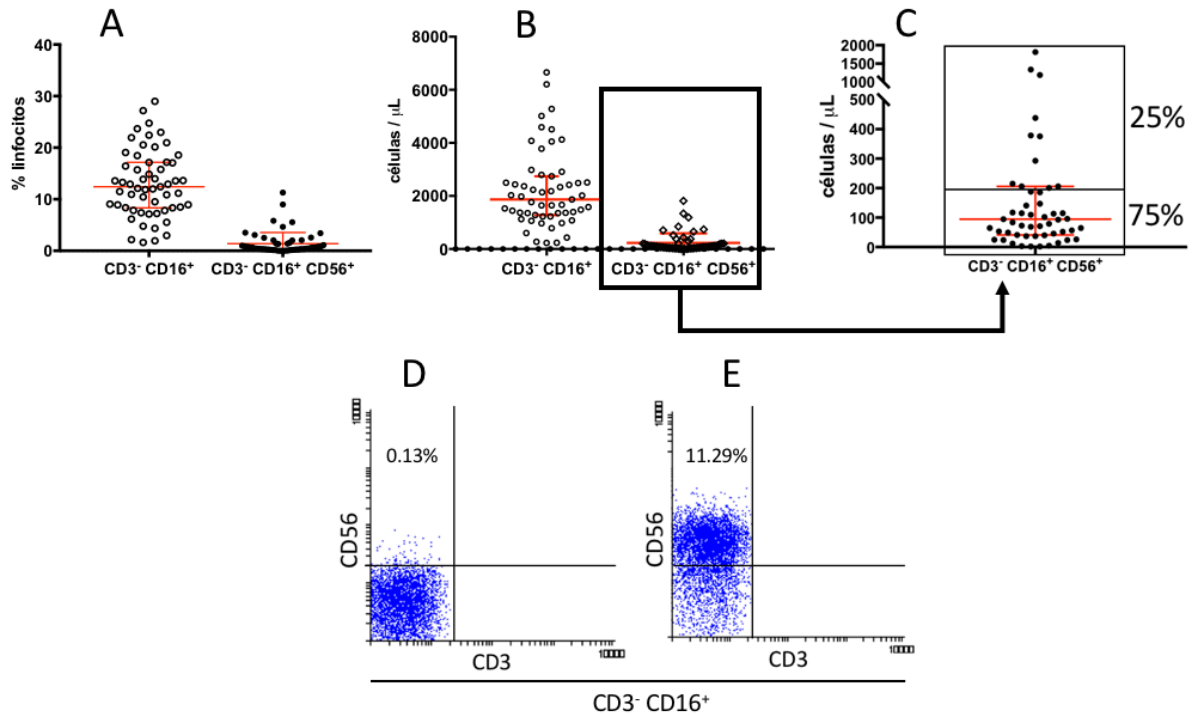 A
% linfocitos
40
30
20
10
0
CD3⁻ CD16⁺
CD3⁻ CD16⁺ CD56⁺
B
células / µL
8000
6000
4000
2000
0
CD3⁻ CD16⁺
CD3⁻ CD16⁺ CD56⁺
C
células / µL
2000
1500
1000
500
400
300
200
100
0
25%
75%
CD3⁻ CD16⁺ CD56⁺
D
0.13%
CD56
CD3
E
11.29%
CD56
CD3
CD3⁻ CD16⁺